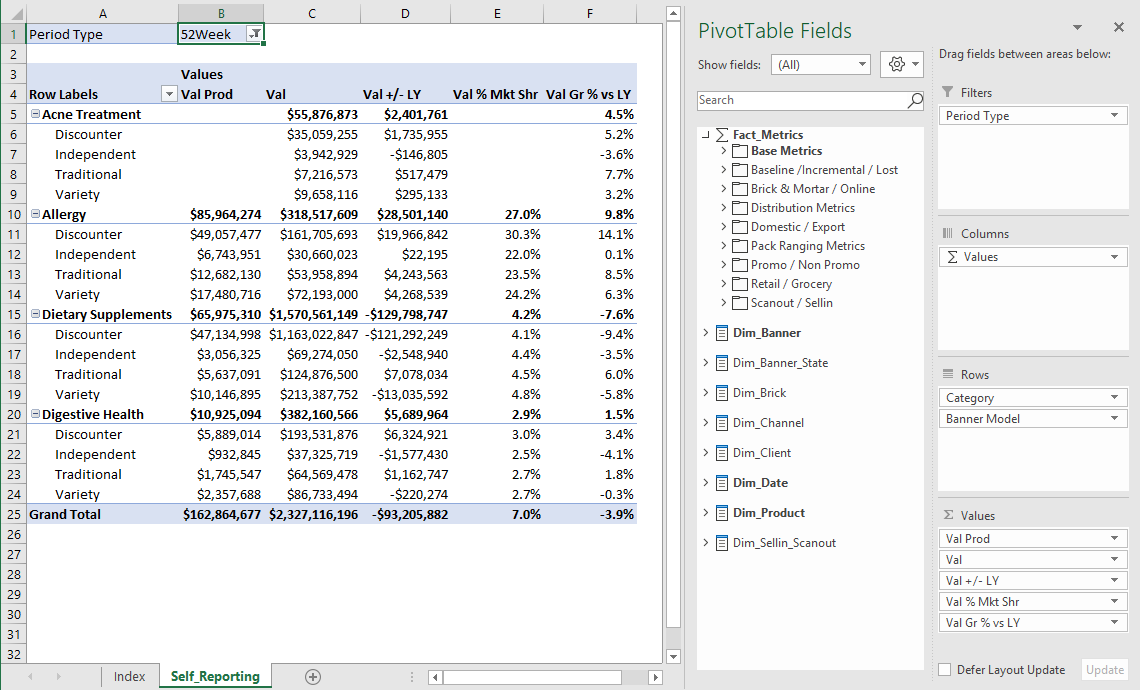 A B C D E F
1 Period Type 52Week
2
3 Values
4 Row Labels Val Prod Val Val +/- LY Val % Mkt Shr Val Gr % vs LY
5 Acne Treatment $55,876,873 $2,401,761 4.5%
6 Discounter $35,059,255 $1,735,955 5.2%
7 Independent $3,942,929 -$146,805 -3.6%
8 Traditional $7,216,573 $517,479 7.7%
9 Variety $9,658,116 $295,133 3.2%
10 Allergy $85,964,274 $318,517,609 $28,501,140 27.0% 9.8%
11 Discounter $49,057,477 $161,705,693 $19,966,842 30.3% 14.1%
12 Independent $6,743,951 $30,660,023 $22,195 22.0% 0.1%
13 Traditional $12,682,130 $53,958,894 $4,243,563 23.5% 8.5%
14 Variety $17,480,716 $72,193,000 $4,268,539 24.2% 6.3%
15 Dietary Supplements $65,975,310 $1,570,561,149 -$129,798,747 4.2% -7.6%
16 Discounter $47,134,998 $1,163,022,847 -$121,292,249 4.1% -9.4%
17 Independent $3,056,325 $69,274,050 -$2,548,940 4.4% -3.5%
18 Traditional $5,637,091 $124,876,500 $7,078,034 4.5% 6.0%
19 Variety $10,146,895 $213,387,752 -$13,035,592 4.8% -5.8%
20 Digestive Health $10,925,094 $382,160,566 $5,689,964 2.9% 1.5%
21 Discounter $5,889,014 $193,531,876 $6,324,921 3.0% 3.4%
22 Independent $932,845 $37,325,719 -$1,577,430 2.5% -4.1%
23 Traditional $1,745,547 $64,569,478 $1,162,747 2.7% 1.8%
24 Variety $2,357,688 $86,733,494 -$220,274 2.7% -0.3%
25 Grand Total $162,864,677 $2,327,116,196 -$93,205,882 7.0% -3.9%
26
27
28
29
30
31
32
Index Self_Reporting
PivotTable Fields
Show fields: (All)
Search
Fact_Metrics
Base Metrics
Baseline /Incremental / Lost
Brick & Mortar / Online
Distribution Metrics
Domestic / Export
Pack Ranging Metrics
Promo / Non Promo
Retail / Grocery
Scanout / Sellin
Dim_Banner
Dim_Banner_State
Dim_Brick
Dim_Channel
Dim_Client
Dim_Date
Dim_Product
Dim_Sellin_Scanout
Drag fields between areas below:
Filters
Period Type
Columns
Σ Values
Rows
Category
Banner Model
Σ Values
Val Prod
Val
Val +/- LY
Val % Mkt Shr
Val Gr % vs LY
Defer Layout Update Update